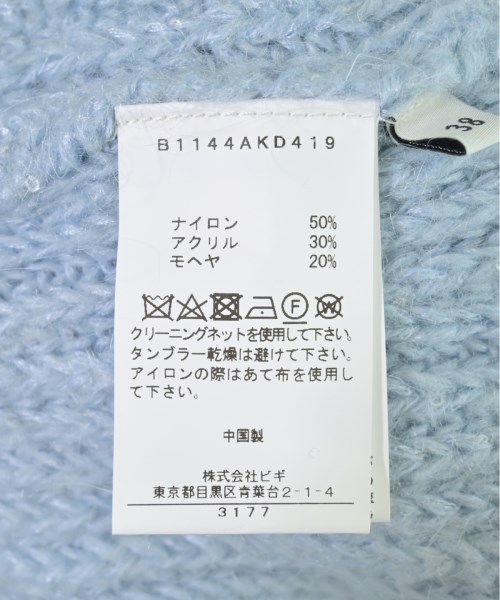 B1144AKD419
ナイロン 50%
アクリル 30%
モヘヤ 20%
F W
クリーニングネットを使用して下さい。
タンブラー乾燥は避けて下さい。
アイロンの際はあて布を使用し
て下さい。
中国製
株式会社ビギ
東京都目黒区青葉台2-1-4
3177
38